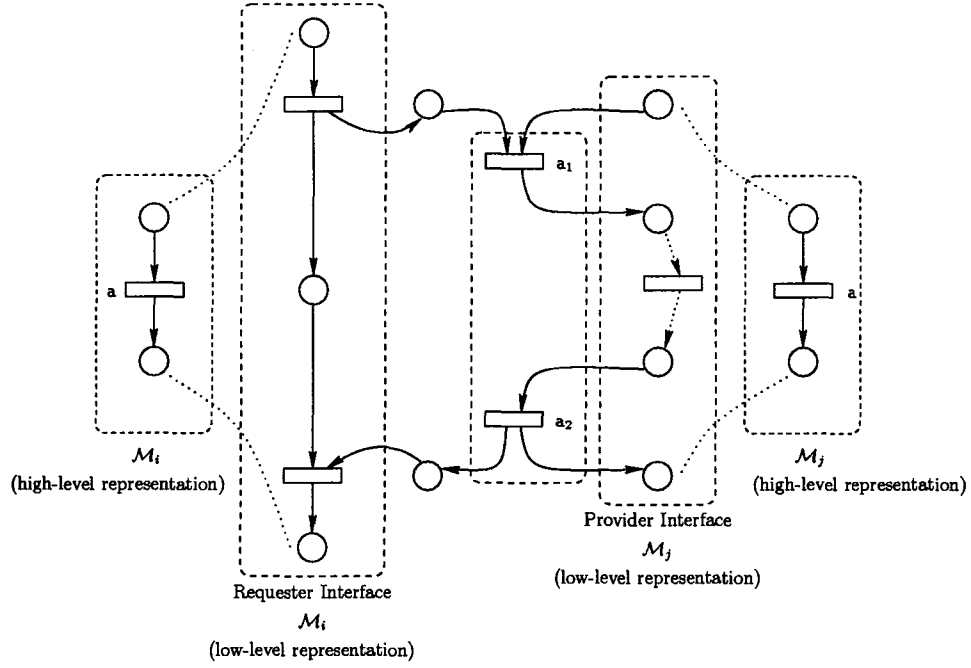 a₁
a
a
a₂
ℳᵢ
(high-level representation)
ℳⱼ
(high-level representation)
Provider Interface
ℳⱼ
(low-level representation)
Requester Interface
ℳᵢ
(low-level representation)